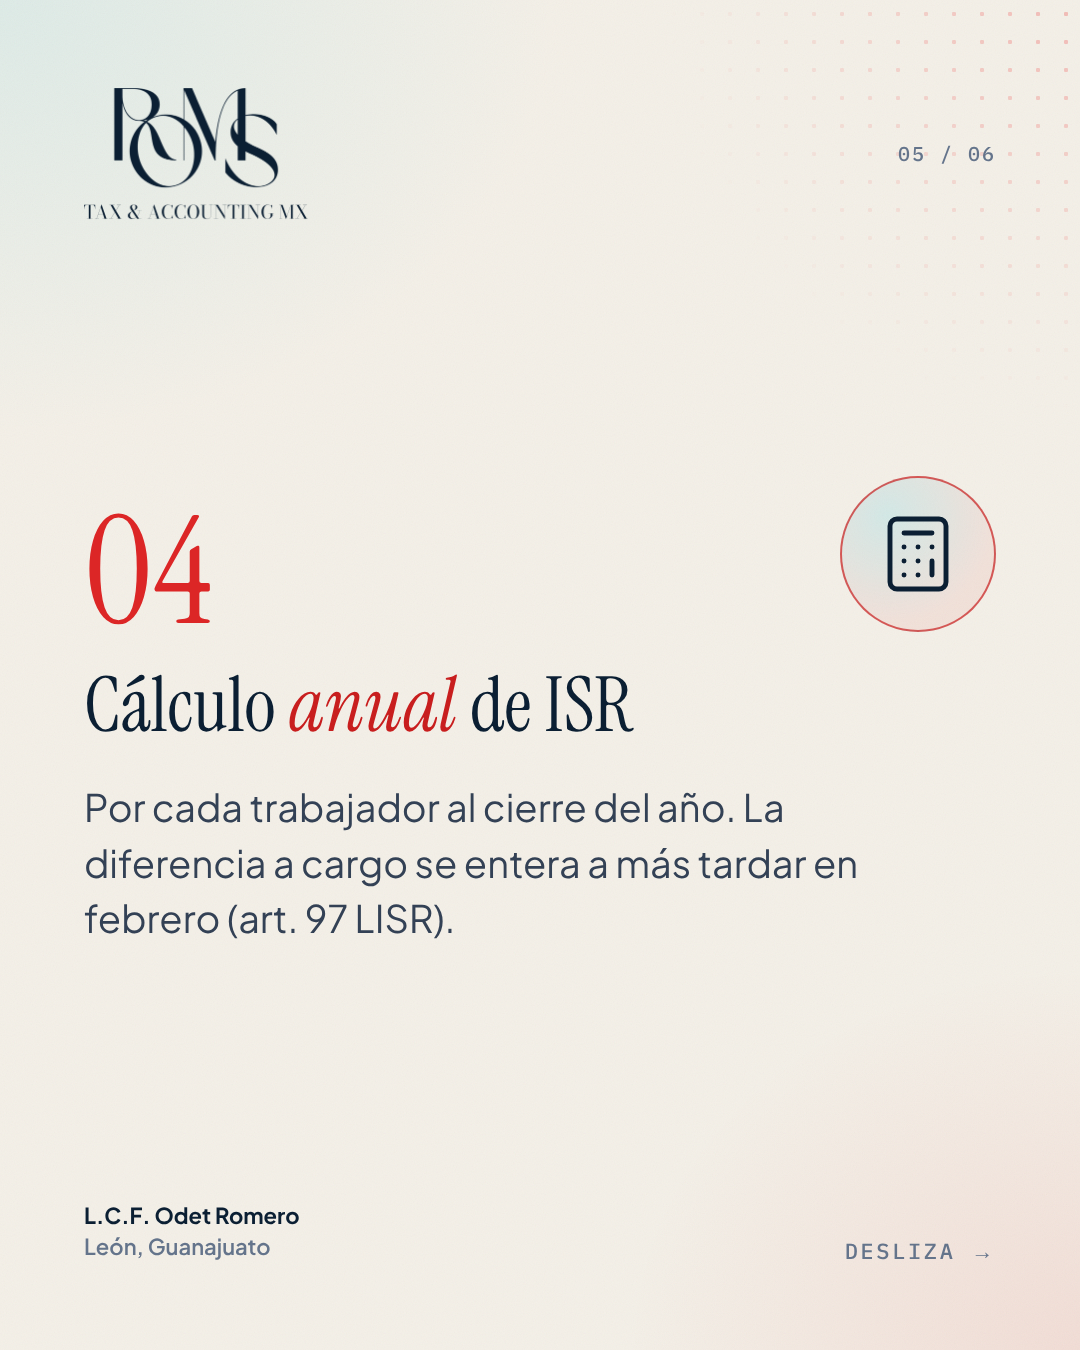 ROMS
TAX & ACCOUNTING MX
05 / 06
04
Cálculo anual de ISR
Por cada trabajador al cierre del año. La
diferencia a cargo se entera a más tardar en
febrero (art. 97 LISR).
L.C.F. Odet Romero
León, Guanajuato
DESLIZA →